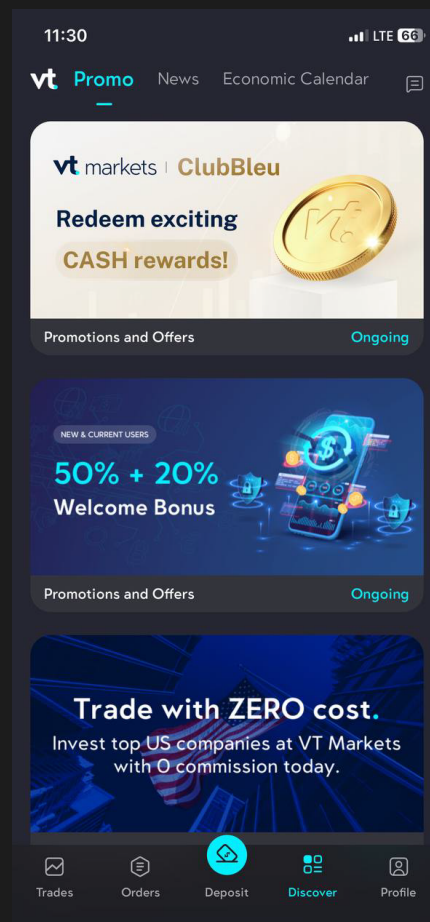 11:30 LTE 66
vt. Promo News Economic Calendar
vt. markets | ClubBleu
Redeem exciting
CASH rewards!
vt.
Promotions and Offers Ongoing
NEW & CURRENT USERS
50% + 20%
Welcome Bonus
$
Promotions and Offers Ongoing
Trade with ZERO cost.
Invest top US companies at VT Markets
with 0 commission today.
Trades Orders Deposit Discover Profile